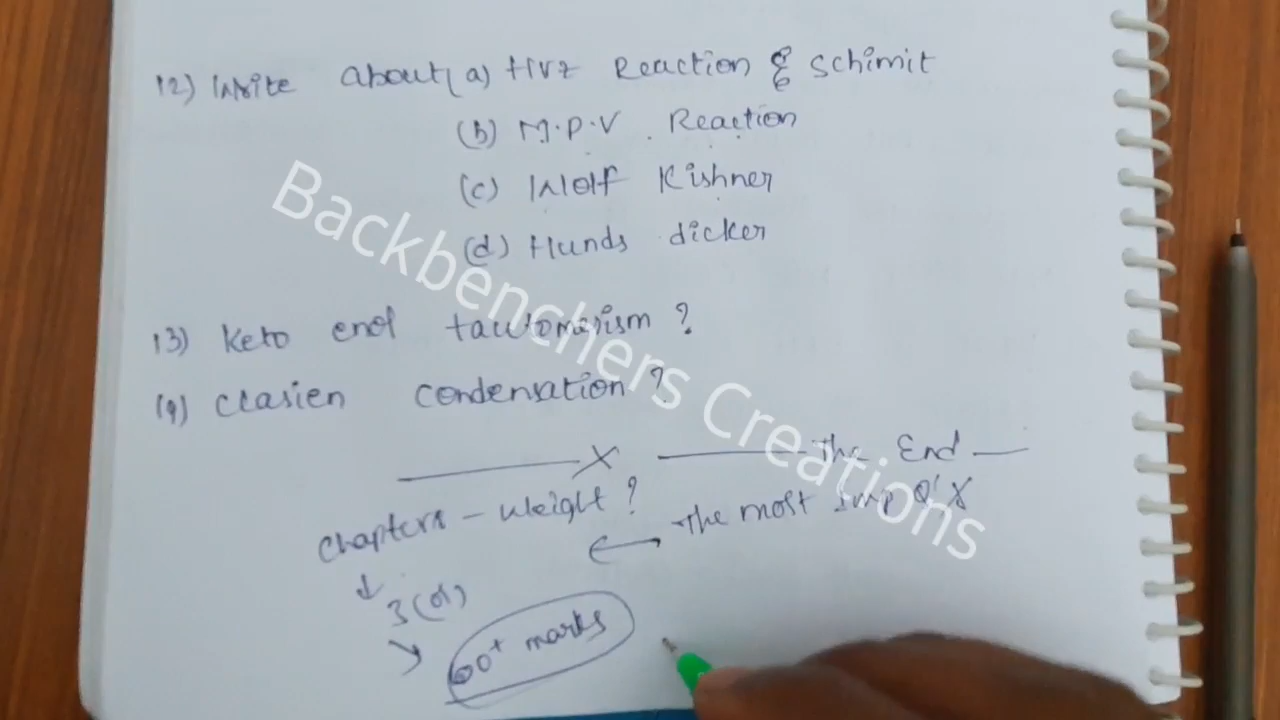 12) Write About (a) HVZ Reaction & Schimit
(b) M.P.V. Reaction
(c) Wolf Kishner
(d) Hunds dicker
13) Keto enol tautomerism ?
Clasien condensation ?
X The End
Chapters - Weight ?
The most Imp Q's
3 (or)
60+ marks
Backbenchers Creations